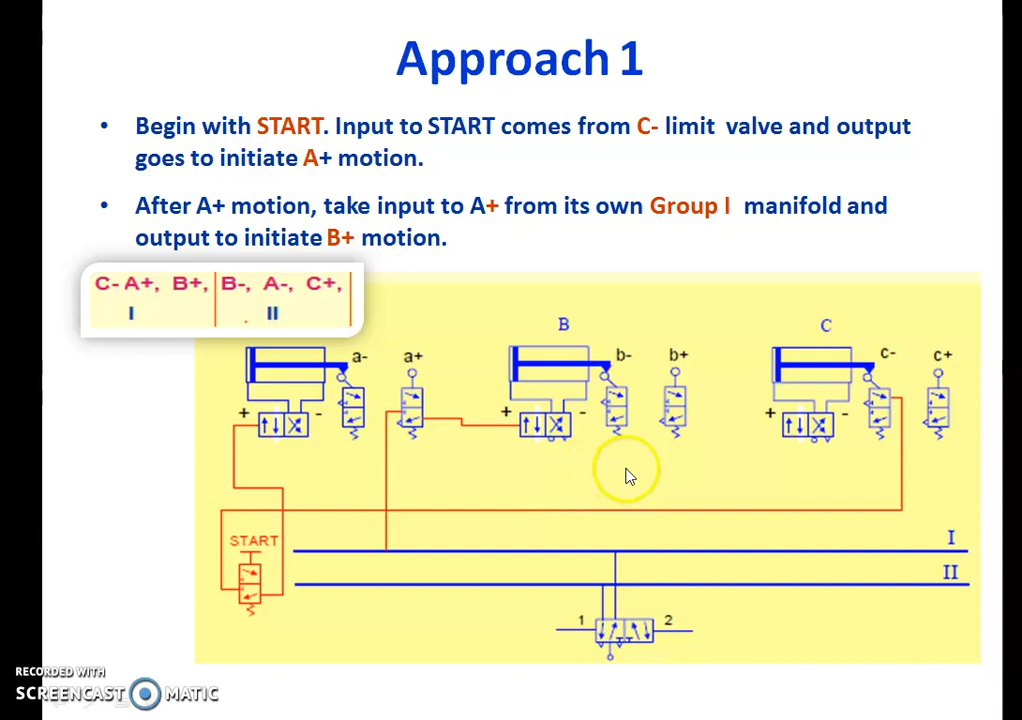 Approach 1
• Begin with START. Input to START comes from C- limit valve and output
goes to initiate A+ motion.
• After A+ motion, take input to A+ from its own Group I manifold and
output to initiate B+ motion.
C- A+, B+, B-, A-, C+,
I II
B C
a- a+ b- b+ c- c+
+ - + - + -
START
I
II
1 2
RECORDED WITH
SCREENCAST MATIC